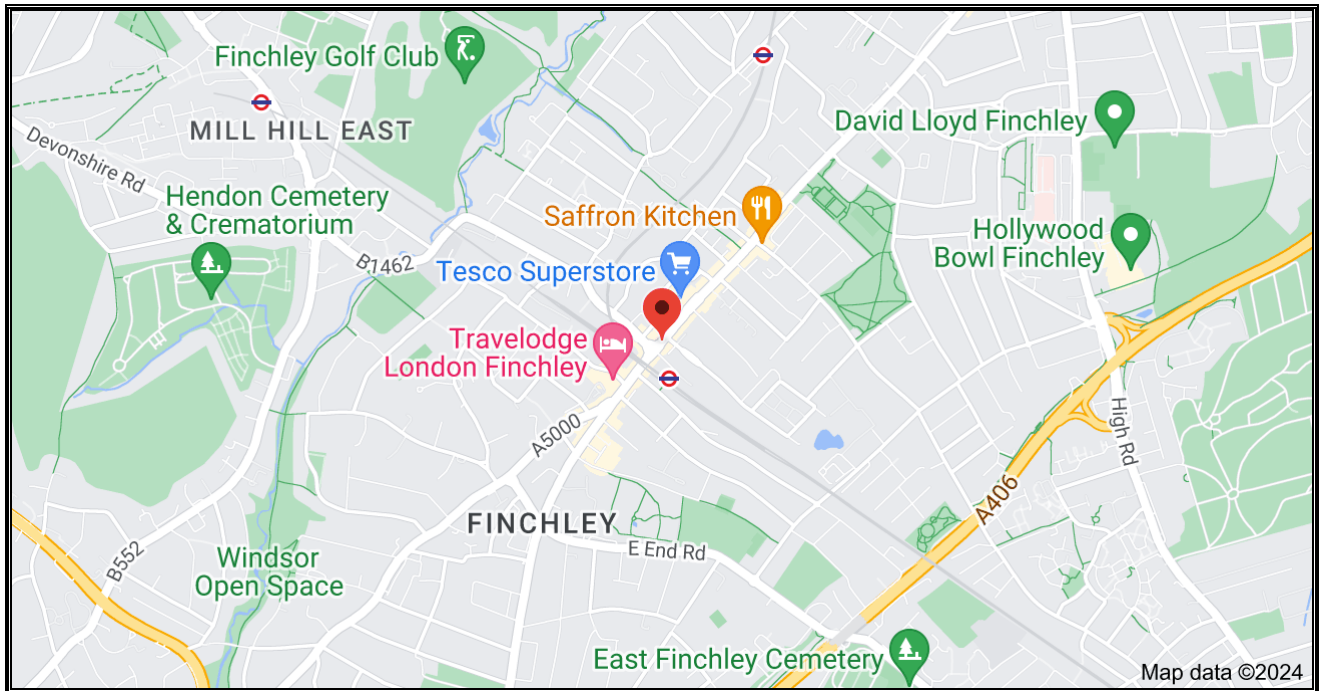 Finchley Golf Club
MILL HILL EAST
David Lloyd Finchley
Devonshire Rd
Hendon Cemetery
& Crematorium
Saffron Kitchen
Hollywood
Bowl Finchley
B1462
Tesco Superstore
Travelodge
London Finchley
A5000
High Rd
A406
FINCHLEY
E End Rd
B552
Windsor
Open Space
East Finchley Cemetery
Map data ©2024